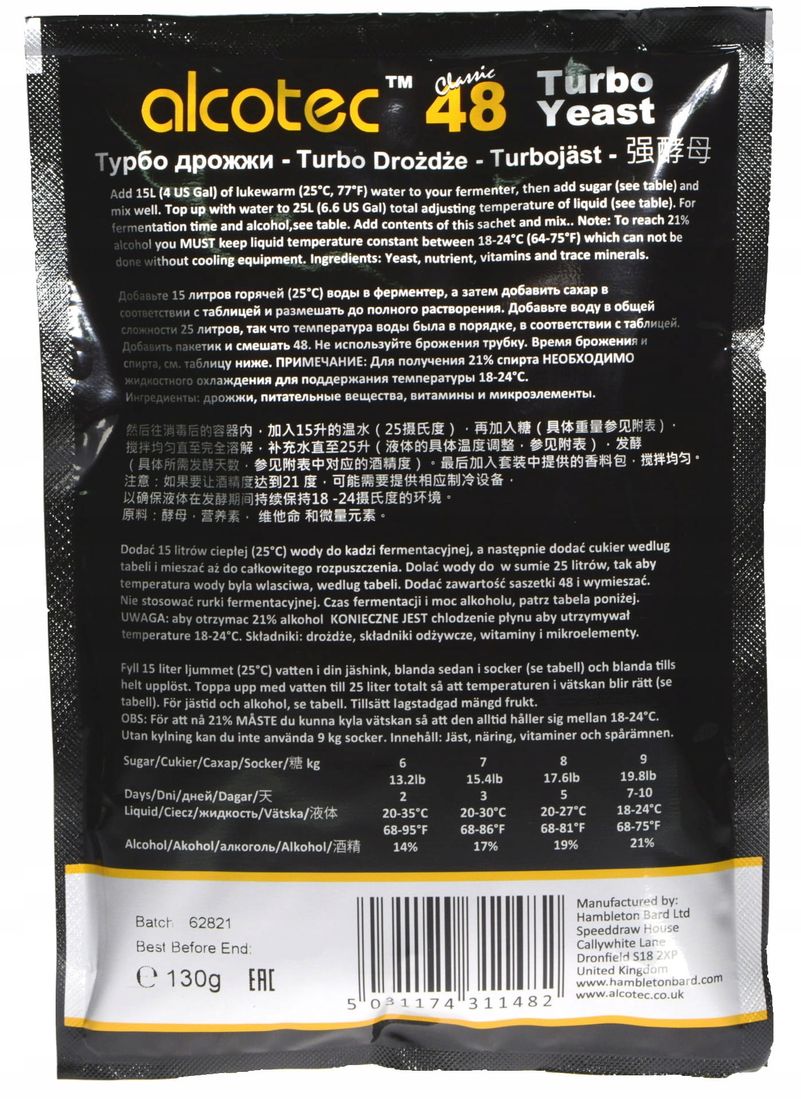 alcotec™ Classic 48 Turbo Yeast
Турбо дрожжи - Turbo Drożdże - Turbojäst - 强酵母
Add 15L (4 US Gal) of lukewarm (25°C, 77°F) water to your fermenter, then add sugar (see table) and
mix well. Top up with water to 25L (6.6 US Gal) total adjusting temperature of liquid (see table). For
fermentation time and alcohol,see table. Add contents of this sachet and mix.. Note: To reach 21%
alcohol you MUST keep liquid temperature constant between 18-24°C (64-75°F) which can not be
done without cooling equipment. Ingredients: Yeast, nutrient, vitamins and trace minerals.
Добавьте 15 литров горячей (25°C) воды в ферментер, а затем добавить сахар в
соответствии с таблицей и размешать до полного растворения. Добавьте воду в общей
сложности 25 литров, так что температура воды была в порядке, в соответствии с таблицей.
Добавить пакетик и смешать 48. Не используйте брожения трубку. Время брожения и
спирта, см. таблицу ниже. ПРИМЕЧАНИЕ: Для получения 21% спирта НЕОБХОДИМО
жидкостного охлаждения для поддержания температуры 18-24°C.
Ингредиенты: дрожжи, питательные вещества, витамины и микроэлементы.
然后往消毒后的容器内，加入15升的温水（25摄氏度），再加入糖（具体重量参见附表），
搅拌均匀直至完全溶解，补充水直至25升（液体的具体温度调整，参见附表），发酵
（具体所需发酵天数，参见附表中对应的酒精度）。最后加入套装中提供的香料包，搅拌均匀。
注意：如果要让酒精度达到21度，可能需要提供相应制冷设备，
以确保液体在发酵期间持续保持18 -24摄氏度的环境。
原料：酵母，营养素， 维他命 和微量元素。
Dodać 15 litrów ciepłej (25°C) wody do kadzi fermentacyjnej, a następnie dodać cukier według
tabeli i mieszać aż do całkowitego rozpuszczenia. Dolać wody do w sumie 25 litrów, tak aby
temperatura wody była wlasciwa, według tabeli. Dodać zawartość saszetki 48 i wymieszać.
Nie stosować rurki fermentacyjnej. Czas fermentacji i moc alkoholu, patrz tabela poniżej.
UWAGA: aby otrzymac 21% alkohol KONIECZNE JEST chlodzenie płynu aby utrzymywał
temperature 18-24°C. Składniki: drożdże, składniki odżywcze, witaminy i mikroelementy.
Fyll 15 liter ljummet (25°C) vatten i din jäshink, blanda sedan i socker (se tabell) och blanda tills
helt upplöst. Toppa upp med vatten till 25 liter totalt så att temperaturen i vätskan blir rätt (se
tabell). För jästid och alkohol, se tabell. Tillsätt lagstadgad mängd frukt.
OBS: För att nå 21% MÅSTE du kunna kyla vätskan så att den alltid håller sig mellan 18-24°C.
Utan kylning kan du inte använda 9 kg socker. Innehåll: Jäst, näring, vitaminer och spårämnen.
Sugar/Cukier/Сахар/Socker/糖 kg 6 7 8 9
13.2lb 15.4lb 17.6lb 19.8lb
Days/Dni/дней/Dagar/天 2 3 5 7-10
Liquid/Ciecz/жидкость/Vätska/液体 20-35°C 20-30°C 20-27°C 18-24°C
68-95°F 68-86°F 68-81°F 68-75°F
Alcohol/Akohol/алкоголь/Alkohol/酒精 14% 17% 19% 21%
Batch 62821
Best Before End:
℮ 130g EAC
5 031174 311482
Manufactured by:
Hambleton Bard Ltd
Speeddraw House
Callywhite Lane
Dronfield S18 2XP
United Kingdom
www.hambletonbard.com
www.alcotec.co.uk